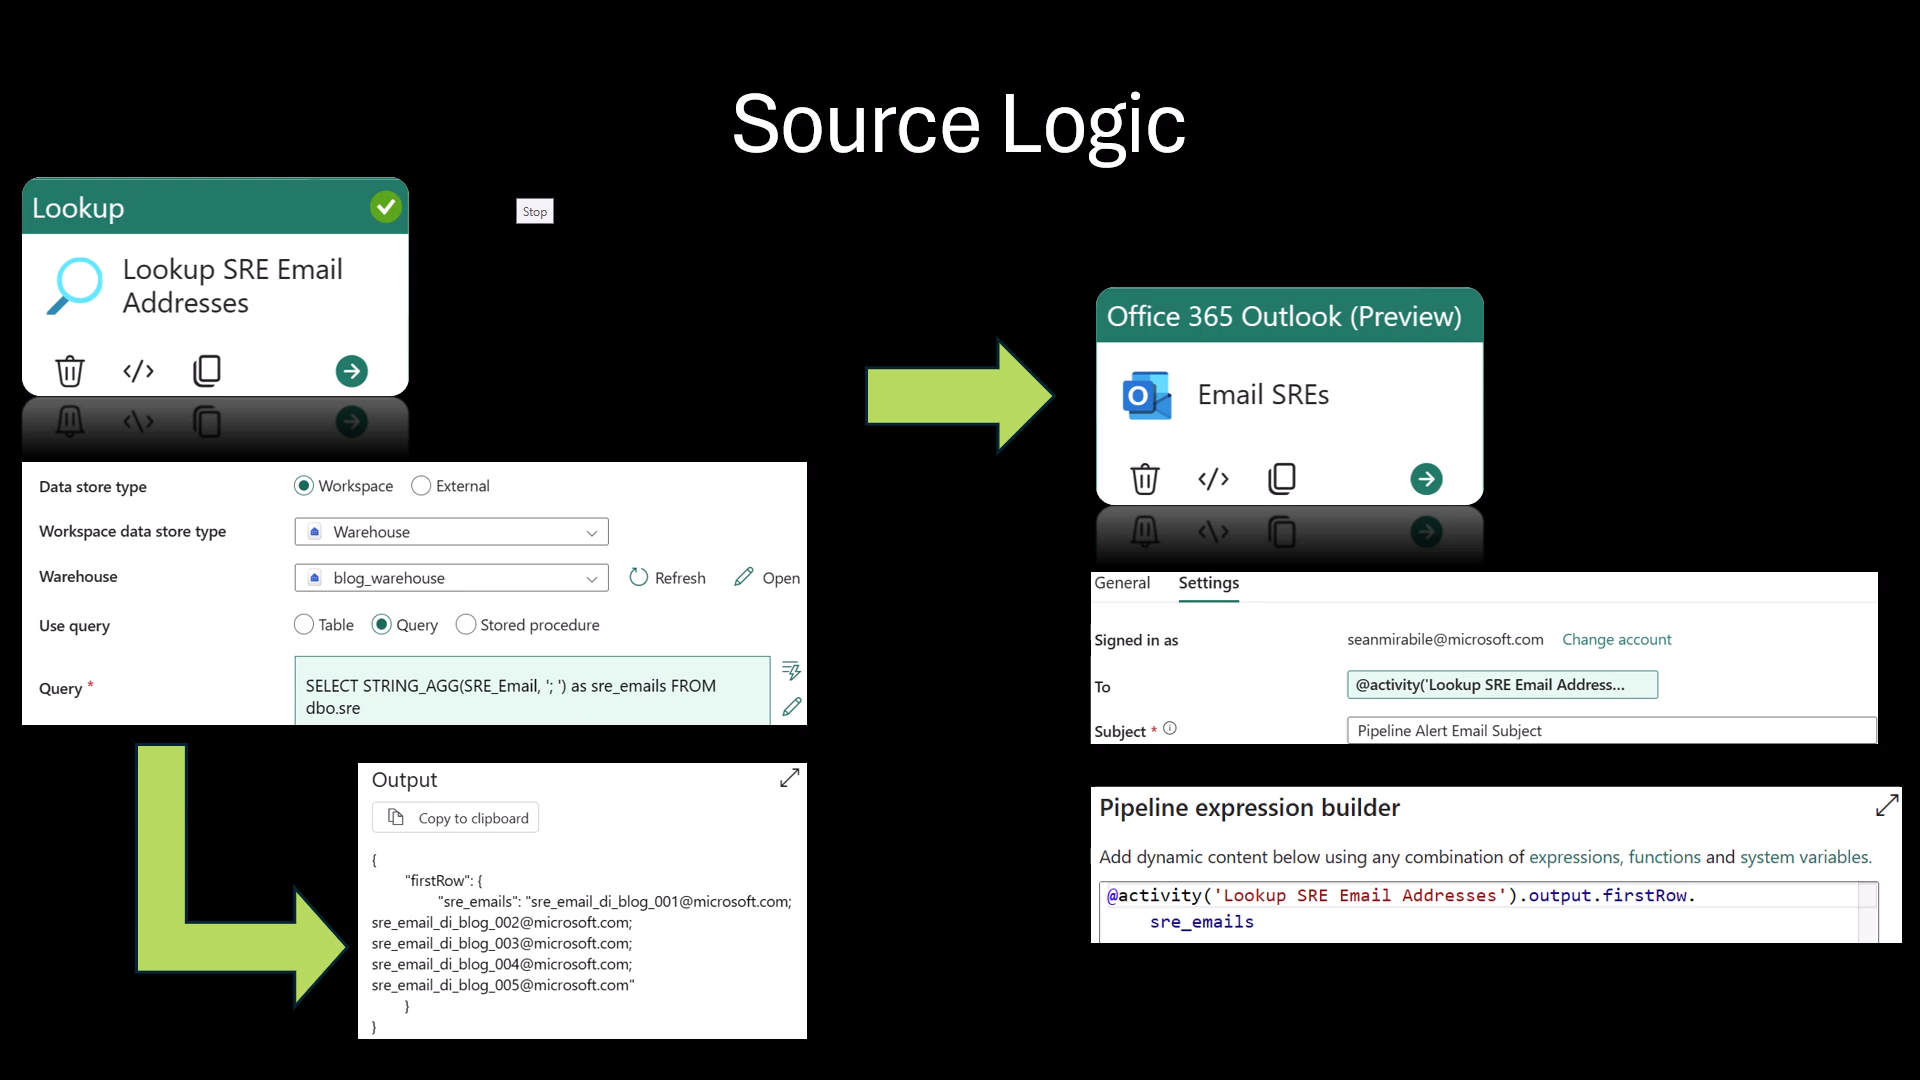 Source Logic
Lookup
Stop
Lookup SRE Email
Addresses
Data store type
Workspace
External
Workspace data store type
Warehouse
Warehouse
blog_warehouse
Refresh
Open
Use query
Table
Query
Stored procedure
Query *
SELECT STRING_AGG(SRE_Email, '; ') as sre_emails FROM
dbo.sre
Output
Copy to clipboard
{
"firstRow": {
"sre_emails": "sre_email_di_blog_001@microsoft.com;
sre_email_di_blog_002@microsoft.com;
sre_email_di_blog_003@microsoft.com;
sre_email_di_blog_004@microsoft.com;
sre_email_di_blog_005@microsoft.com"
}
}
Office 365 Outlook (Preview)
Email SREs
General
Settings
Signed in as
seanmirabile@microsoft.com
Change account
To
@activity('Lookup SRE Email Address...
Subject *
Pipeline Alert Email Subject
Pipeline expression builder
Add dynamic content below using any combination of expressions, functions and system variables.
@activity('Lookup SRE Email Addresses').output.firstRow.
sre_emails